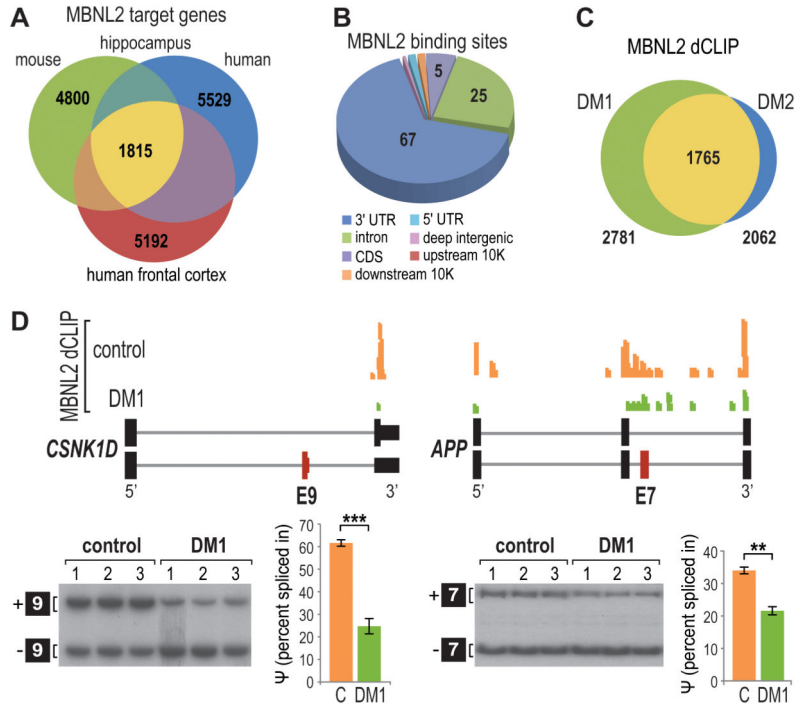 A
MBNL2 target genes
hippocampus
mouse
human
4800
5529
1815
5192
human frontal cortex
B
MBNL2 binding sites
5
25
67
3' UTR
5' UTR
intron
deep intergenic
CDS
upstream 10K
downstream 10K
C
MBNL2 dCLIP
DM1
DM2
1765
2781
2062
D
MBNL2 dCLIP
control
DM1
CSNK1D
5’
E9
3’
APP
5’
E7
3’
control
DM1
1 2 3 1 2 3
+ 9
- 9
Ψ (percent spliced in)
70
60
50
40
30
20
10
0
***
C DM1
control
DM1
1 2 3 1 2 3
+ 7
- 7
Ψ (percent spliced in)
40
30
20
10
0
**
C DM1